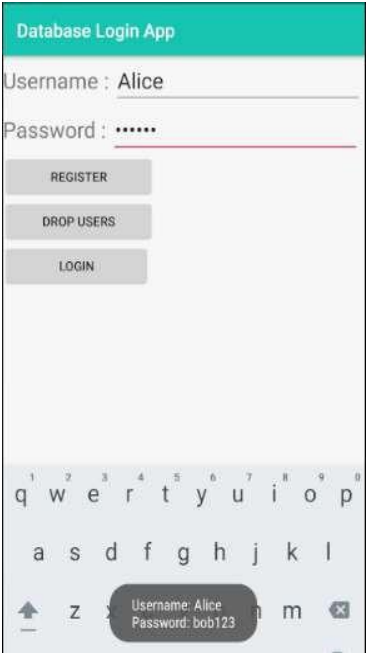 Database Login App
Username : Alice
Password : ••••••
REGISTER
DROP USERS
LOGIN
1 2 3 4 5 6 7 8 9 0
q w e r t y u i o p
a s d f g h j k l
z x n m
Username: Alice
Password: bob123